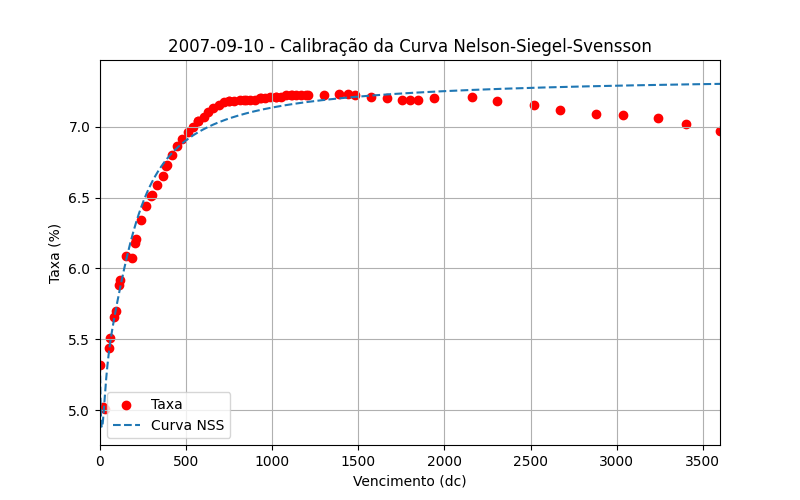 2007-09-10 - Calibração da Curva Nelson-Siegel-Svensson
Taxa (%)
7.0
6.5
6.0
5.5
5.0
Taxa
Curva NSS
0 500 1000 1500 2000 2500 3000 3500
Vencimento (dc)